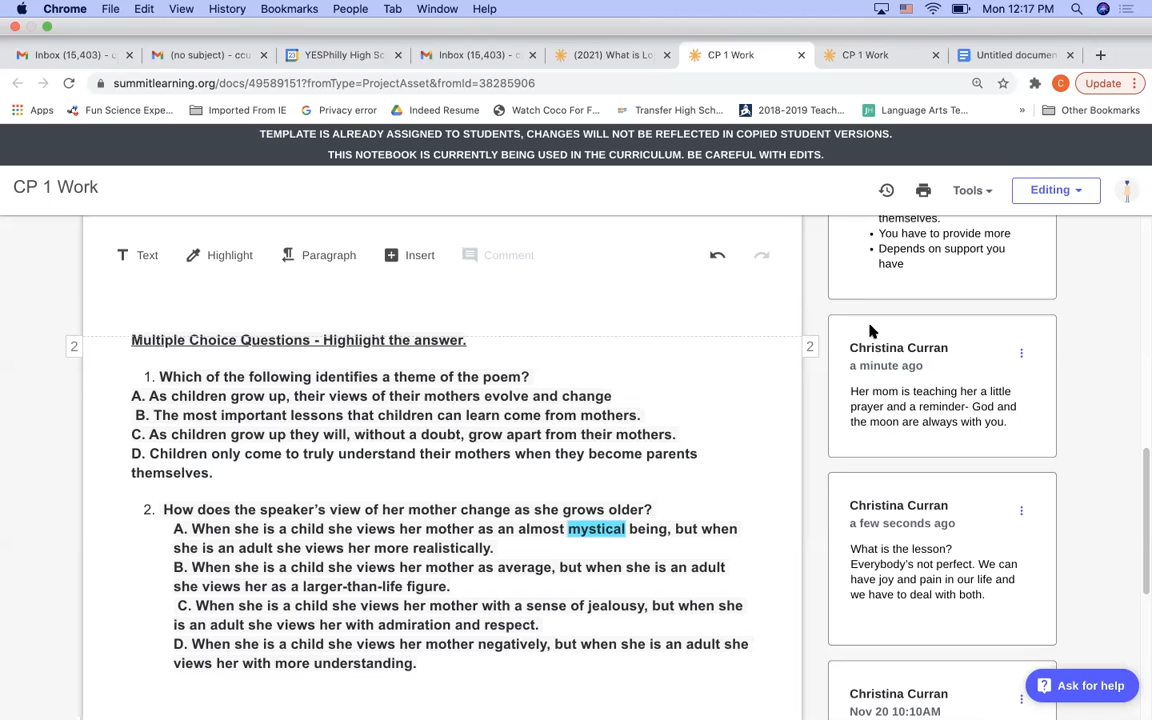 Chrome File Edit View History Bookmarks People Tab Window Help Mon 12:17 PM
Inbox (15,403) - c (no subject) - ccu YESPhilly High Sc Inbox (15,403) - c (2021) What is Lo CP 1 Work CP 1 Work Untitled documen
summitlearning.org/docs/49589151?fromType=ProjectAsset&fromId=38285906 C Update
Apps Fun Science Expe... Imported From IE Privacy error Indeed Resume Watch Coco For F... Transfer High Sch... 2018-2019 Teach... Language Arts Te... » Other Bookmarks
TEMPLATE IS ALREADY ASSIGNED TO STUDENTS, CHANGES WILL NOT BE REFLECTED IN COPIED STUDENT VERSIONS.
THIS NOTEBOOK IS CURRENTLY BEING USED IN THE CURRICULUM. BE CAREFUL WITH EDITS.
CP 1 Work Tools Editing
Text Highlight Paragraph Insert Comment
2 2
Multiple Choice Questions - Highlight the answer.
1. Which of the following identifies a theme of the poem?
A. As children grow up, their views of their mothers evolve and change
B. The most important lessons that children can learn come from mothers.
C. As children grow up they will, without a doubt, grow apart from their mothers.
D. Children only come to truly understand their mothers when they become parents
themselves.
2. How does the speaker's view of her mother change as she grows older?
A. When she is a child she views her mother as an almost mystical being, but when
she is an adult she views her more realistically.
B. When she is a child she views her mother as average, but when she is an adult
she views her as a larger-than-life figure.
C. When she is a child she views her mother with a sense of jealousy, but when she
is an adult she views her with admiration and respect.
D. When she is a child she views her mother negatively, but when she is an adult she
views her with more understanding.
themselves.
• You have to provide more
• Depends on support you
have
Christina Curran
a minute ago
Her mom is teaching her a little
prayer and a reminder- God and
the moon are always with you.
Christina Curran
a few seconds ago
What is the lesson?
Everybody's not perfect. We can
have joy and pain in our life and
we have to deal with both.
Christina Curran
Nov 20 10:10AM
Ask for help